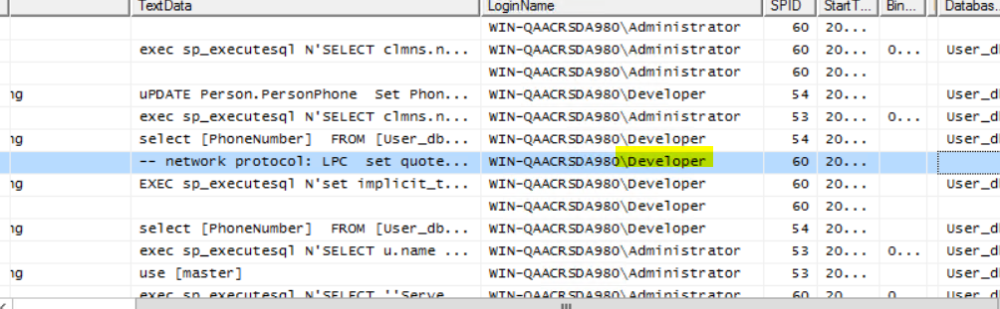 TextData LoginName SPID StartT... Bin... Databas...
WIN-QAACRSDA980\Administrator 60 20...
exec sp_executesql N'SELECT clmns.n... WIN-QAACRSDA980\Administrator 60 20... 0... User_d
WIN-QAACRSDA980\Administrator 60 20...
ng uPDATE Person.PersonPhone Set Phon... WIN-QAACRSDA980\Developer 54 20... User_d
exec sp_executesql N'SELECT clmns.n... WIN-QAACRSDA980\Administrator 53 20... 0... User_d
ng select [PhoneNumber] FROM [User_db... WIN-QAACRSDA980\Developer 54 20... User_d
-- network protocol: LPC set quote... WIN-QAACRSDA980\Developer 60 20...
ng EXEC sp_executesql N'set implicit_t... WIN-QAACRSDA980\Developer 60 20... User_d
WIN-QAACRSDA980\Developer 60 20...
ng select [PhoneNumber] FROM [User_db... WIN-QAACRSDA980\Developer 54 20... User_d
exec sp_executesql N'SELECT u.name ... WIN-QAACRSDA980\Administrator 53 20... 0... User_d
ng use [master] WIN-QAACRSDA980\Administrator 53 20... User_d
exec sp_executesql N'SELECT ''Serve WIN-QAACRSDA980\Administrator 60 20 0 User_d